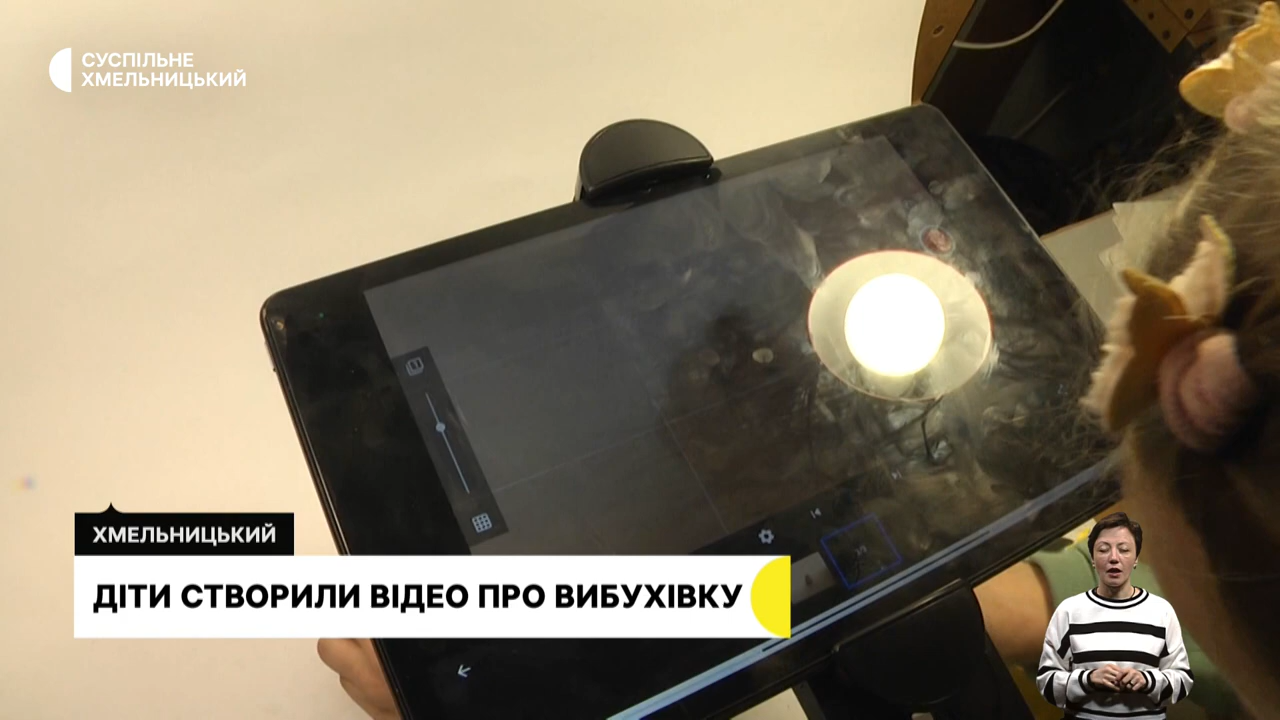 СУСПІЛЬНЕ
ХМЕЛЬНИЦЬКИЙ
ХМЕЛЬНИЦЬКИЙ
ДІТИ СТВОРИЛИ ВІДЕО ПРО ВИБУХІВКУ